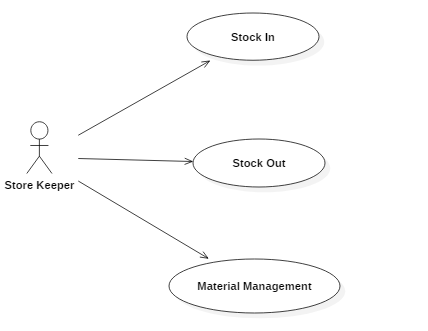 Stock In
Stock Out
Store Keeper
Material Management